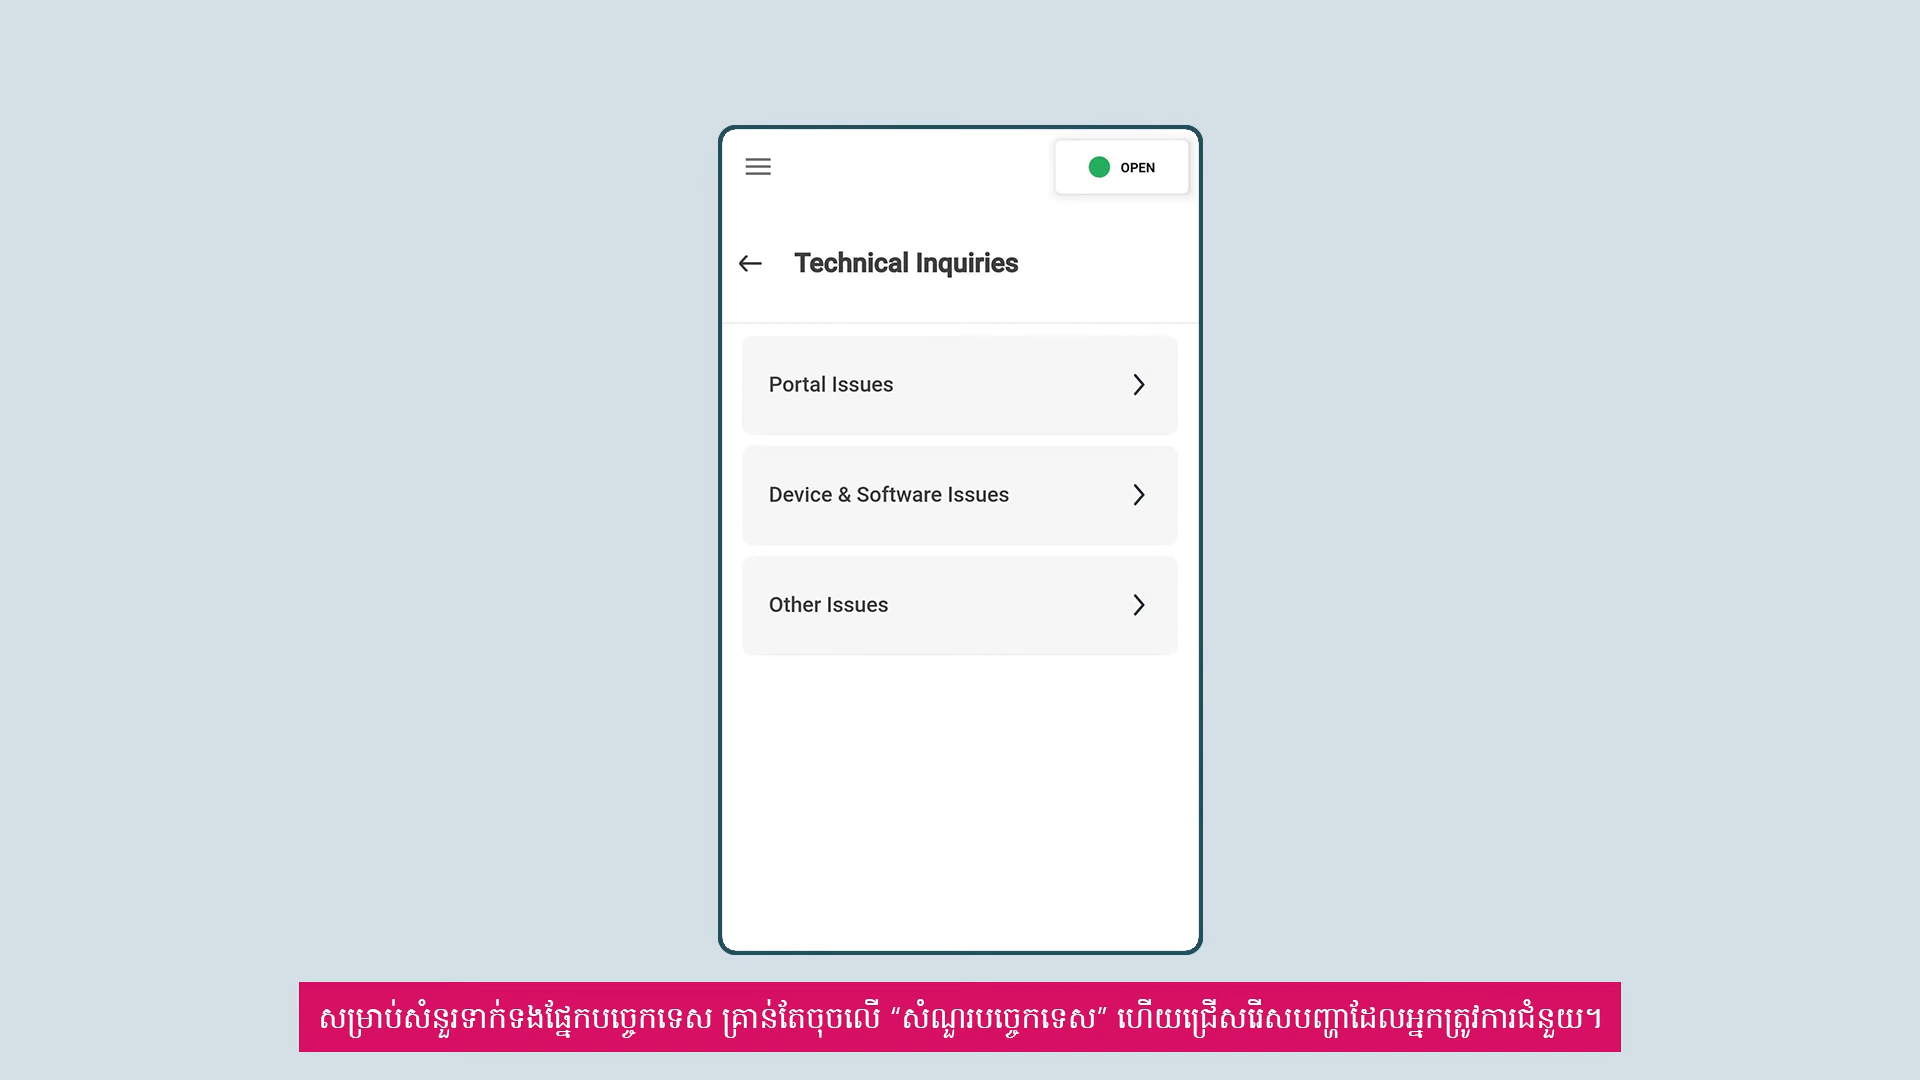 OPEN
Technical Inquiries
Portal Issues
Device & Software Issues
Other Issues
សម្រាប់សំនួរទាក់ទងផ្នែកបច្ចេកទេស គ្រាន់តែចុចលើ “សំណួរបច្ចេកទេស” ហើយជ្រើសរើសបញ្ហាដែលអ្នកត្រូវការជំនួយ។